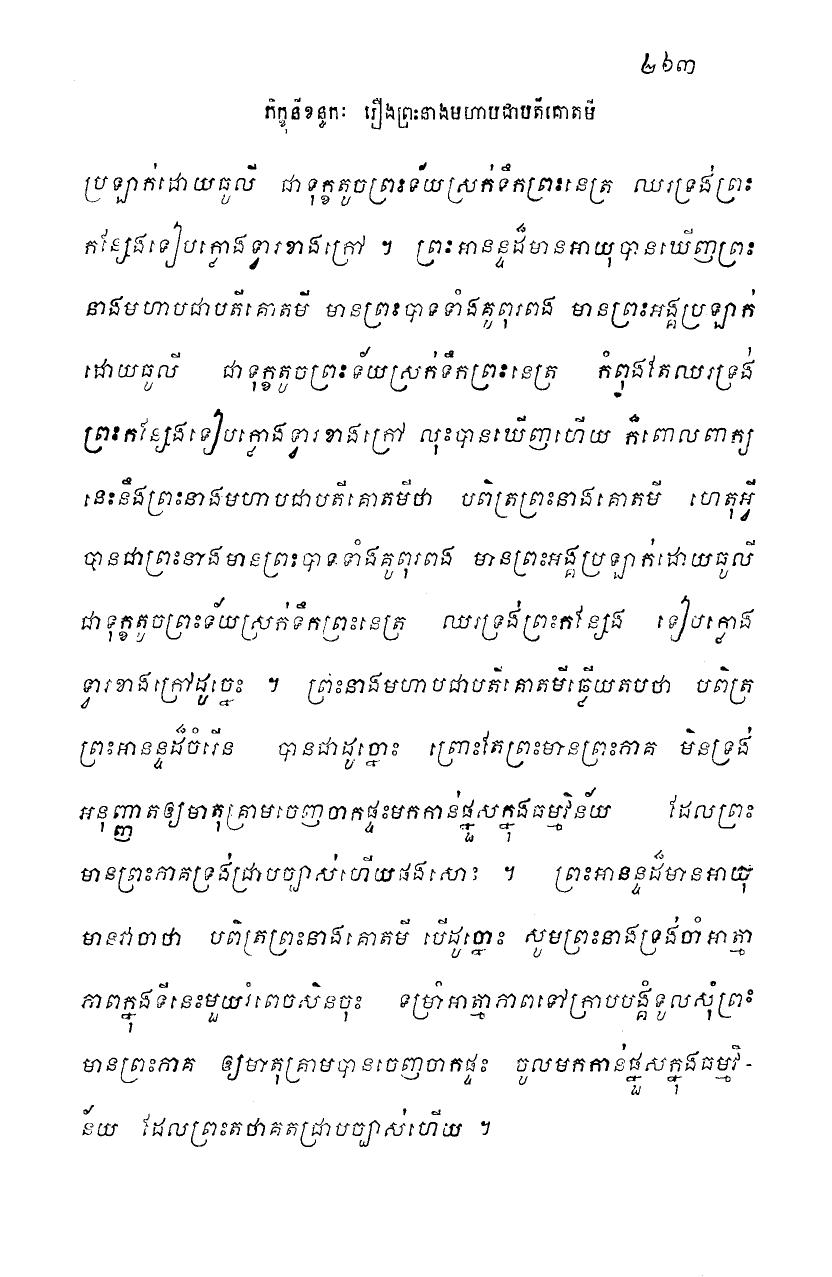 ២៦៣
ភិក្ខុនីខន្ធកៈ រឿងព្រះនាងមហាបជាបតីគោតមី
ប្រឡាក់ដោយធូលី ជាទុក្ខតូចព្រះទ័យស្រក់ទឹកព្រះនេត្រ ឈរទ្រង់ព្រះ
កន្សែងទៀបក្លោងទ្វារខាងក្រៅ ។ ព្រះអានន្ទដ៏មានអាយុបានឃើញព្រះ
នាងមហាបជាបតីគោតមី មានព្រះបាទទាំងគូពុរពង មានព្រះអង្គប្រឡាក់
ដោយធូលី ជាទុក្ខតូចព្រះទ័យស្រក់ទឹកព្រះនេត្រ កំពុងតែឈរទ្រង់
ព្រះកន្សែងទៀបក្លោងទ្វារខាងក្រៅ លុះបានឃើញហើយ ក៏ពោលពាក្យ
នេះនឹងព្រះនាងមហាបជាបតីគោតមីថា បពិត្រព្រះនាងគោតមី ហេតុអ្វី
បានជាព្រះនាងមានព្រះបាទទាំងគូពុរពង មានព្រះអង្គប្រឡាក់ដោយធូលី
ជាទុក្ខតូចព្រះទ័យស្រក់ទឹកព្រះនេត្រ ឈរទ្រង់ព្រះកន្សែង ទៀបក្លោង
ទ្វារខាងក្រៅដូច្នេះ ។ ព្រះនាងមហាបជាបតីគោតមីឆ្លើយតបថា បពិត្រ
ព្រះអានន្ទដ៏ចំរើន បានជាដូច្នោះ ព្រោះតែព្រះមានព្រះភាគ មិនទ្រង់
អនុញ្ញាតឲ្យមាតុគ្រាមចេញចាកផ្ទះមកកាន់ផ្នួសក្នុងធម្មវិន័យ ដែលព្រះ
មានព្រះភាគទ្រង់ជ្រាបច្បាស់ហើយផងសោះ ។ ព្រះអានន្ទដ៏មានអាយុ
មានវាចាថា បពិត្រព្រះនាងគោតមី បើដូច្នោះ សូមព្រះនាងទ្រង់ចាំអាត្មា
ភាពក្នុងទីនេះមួយរំពេចសិនចុះ ទម្រាំអាត្មាភាពទៅក្រាបបង្គំទូលសុំព្រះ
មានព្រះភាគ ឲ្យមាតុគ្រាមបានចេញចាកផ្ទះ ចូលមកកាន់ផ្នួសក្នុងធម្មវិ-
ន័យ ដែលព្រះតថាគតជ្រាបច្បាស់ហើយ ។